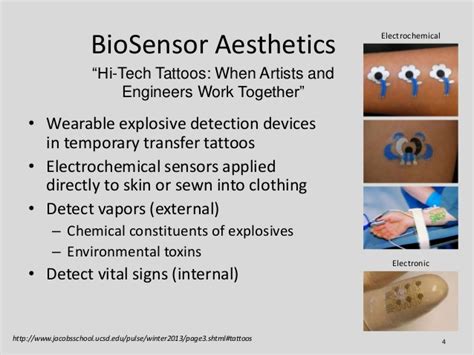 Electrochemical
BioSensor Aesthetics
“Hi-Tech Tattoos: When Artists and
Engineers Work Together”
• Wearable explosive detection devices
in temporary transfer tattoos
• Electrochemical sensors applied
directly to skin or sewn into clothing
• Detect vapors (external)
– Chemical constituents of explosives
– Environmental toxins
• Detect vital signs (internal)
Electronic
http://www.jacobsschool.ucsd.edu/pulse/winter2013/page3.shtml#tattoos
4